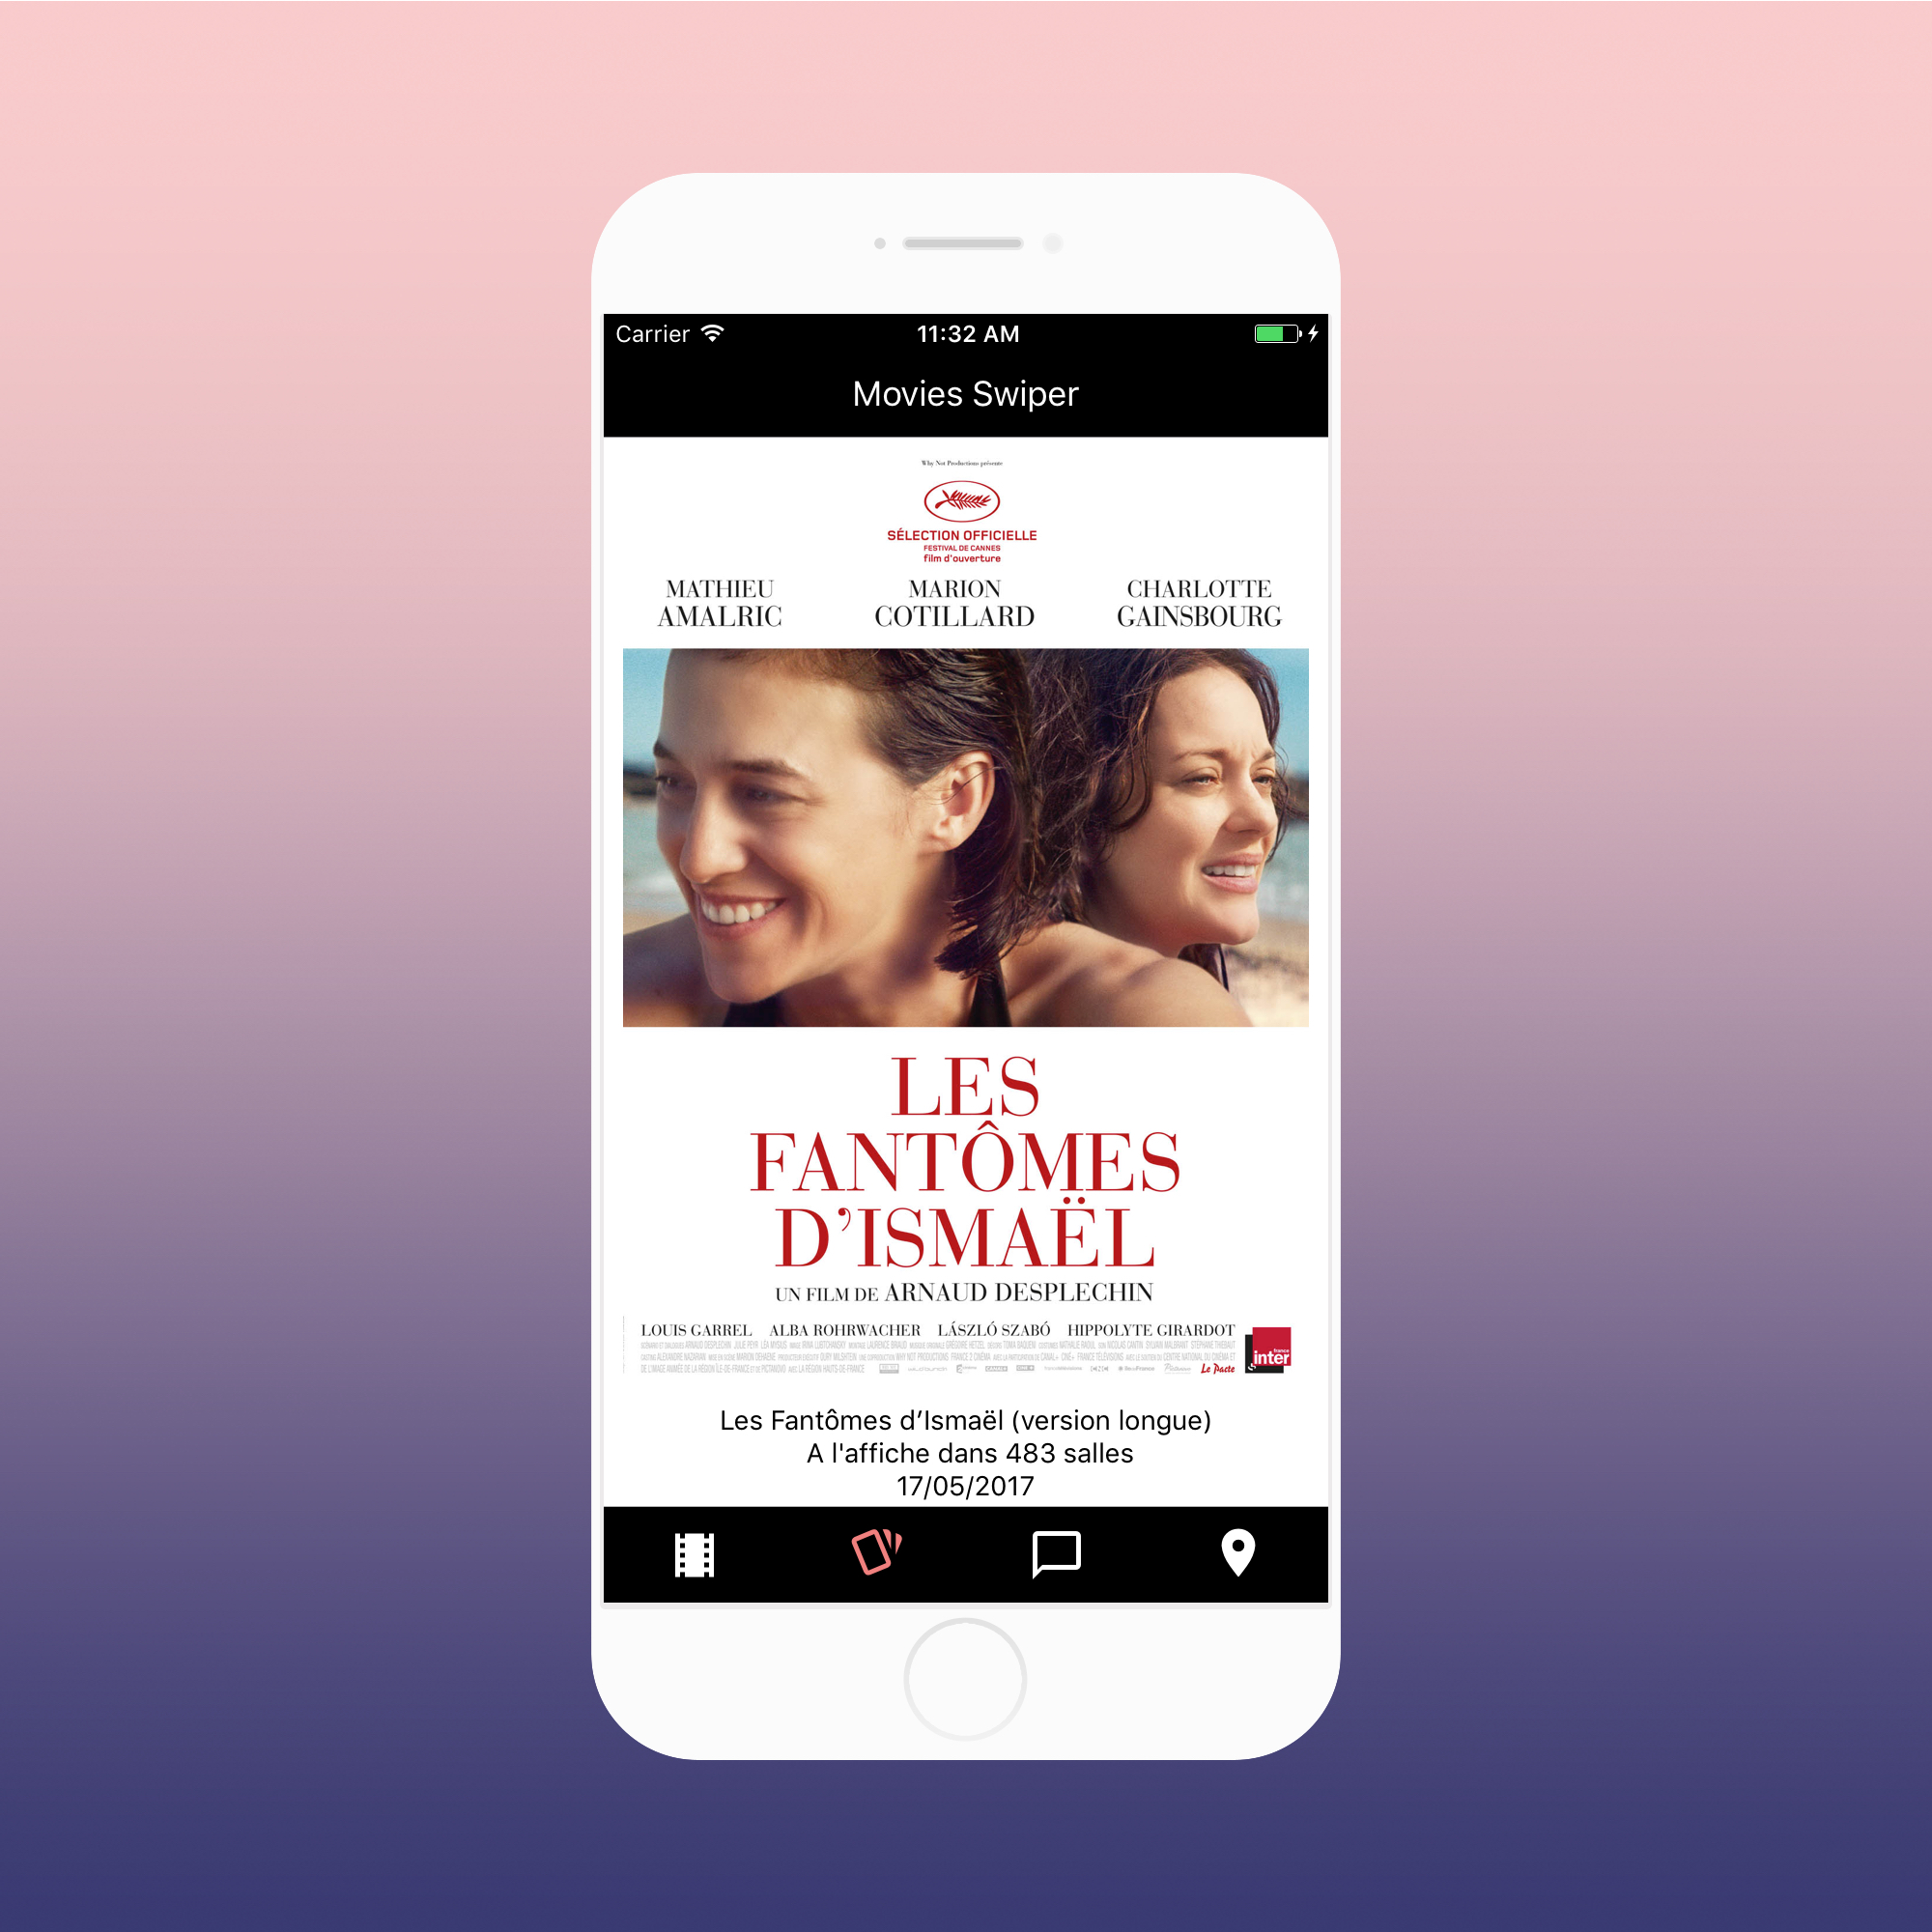 Carrier
11:32 AM
Movies Swiper
Why Not Productions présente
SÉLECTION OFFICIELLE
FESTIVAL DE CANNES
film d'ouverture
MATHIEU MARION CHARLOTTE
AMALRIC COTILLARD GAINSBOURG
LES
FANTÔMES
D’ISMAËL
UN FILM DE ARNAUD DESPLECHIN
LOUIS GARREL ALBA ROHRWACHER LÁSZLÓ SZABÓ HIPPOLYTE GIRARDOT
Le Pacte
france
inter
Les Fantômes d’Ismaël (version longue)
A l'affiche dans 483 salles
17/05/2017